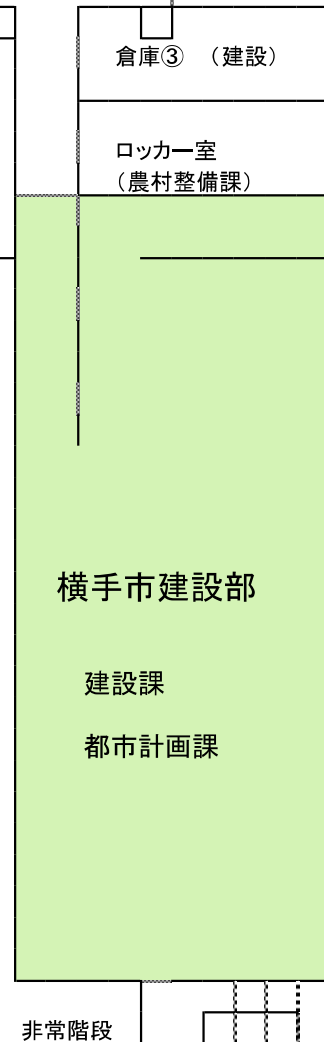 倉庫③　（建設）
ロッカー室
（農村整備課）
横手市建設部
建設課
都市計画課
非常階段